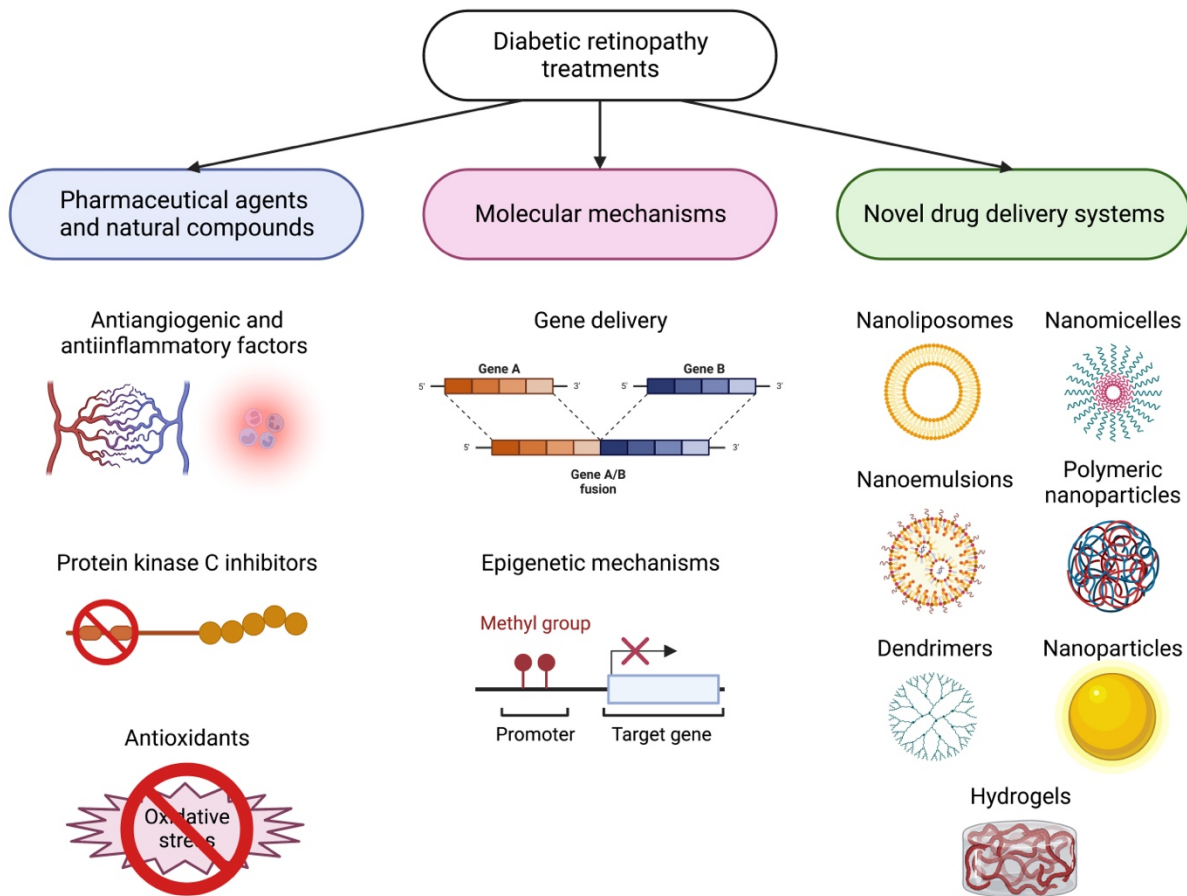 Diabetic retinopathy
treatments
Pharmaceutical agents
and natural compounds
Molecular mechanisms
Novel drug delivery systems
Antiangiogenic and
antiinflammatory factors
Protein kinase C inhibitors
Antioxidants
Oxidative
stress
Gene delivery
Gene A
Gene B
5'
3'
5'
3'
5'
3'
Gene A/B
fusion
Epigenetic mechanisms
Methyl group
Promoter
Target gene
Nanoliposomes
Nanomicelles
Nanoemulsions
Polymeric
nanoparticles
Dendrimers
Nanoparticles
Hydrogels